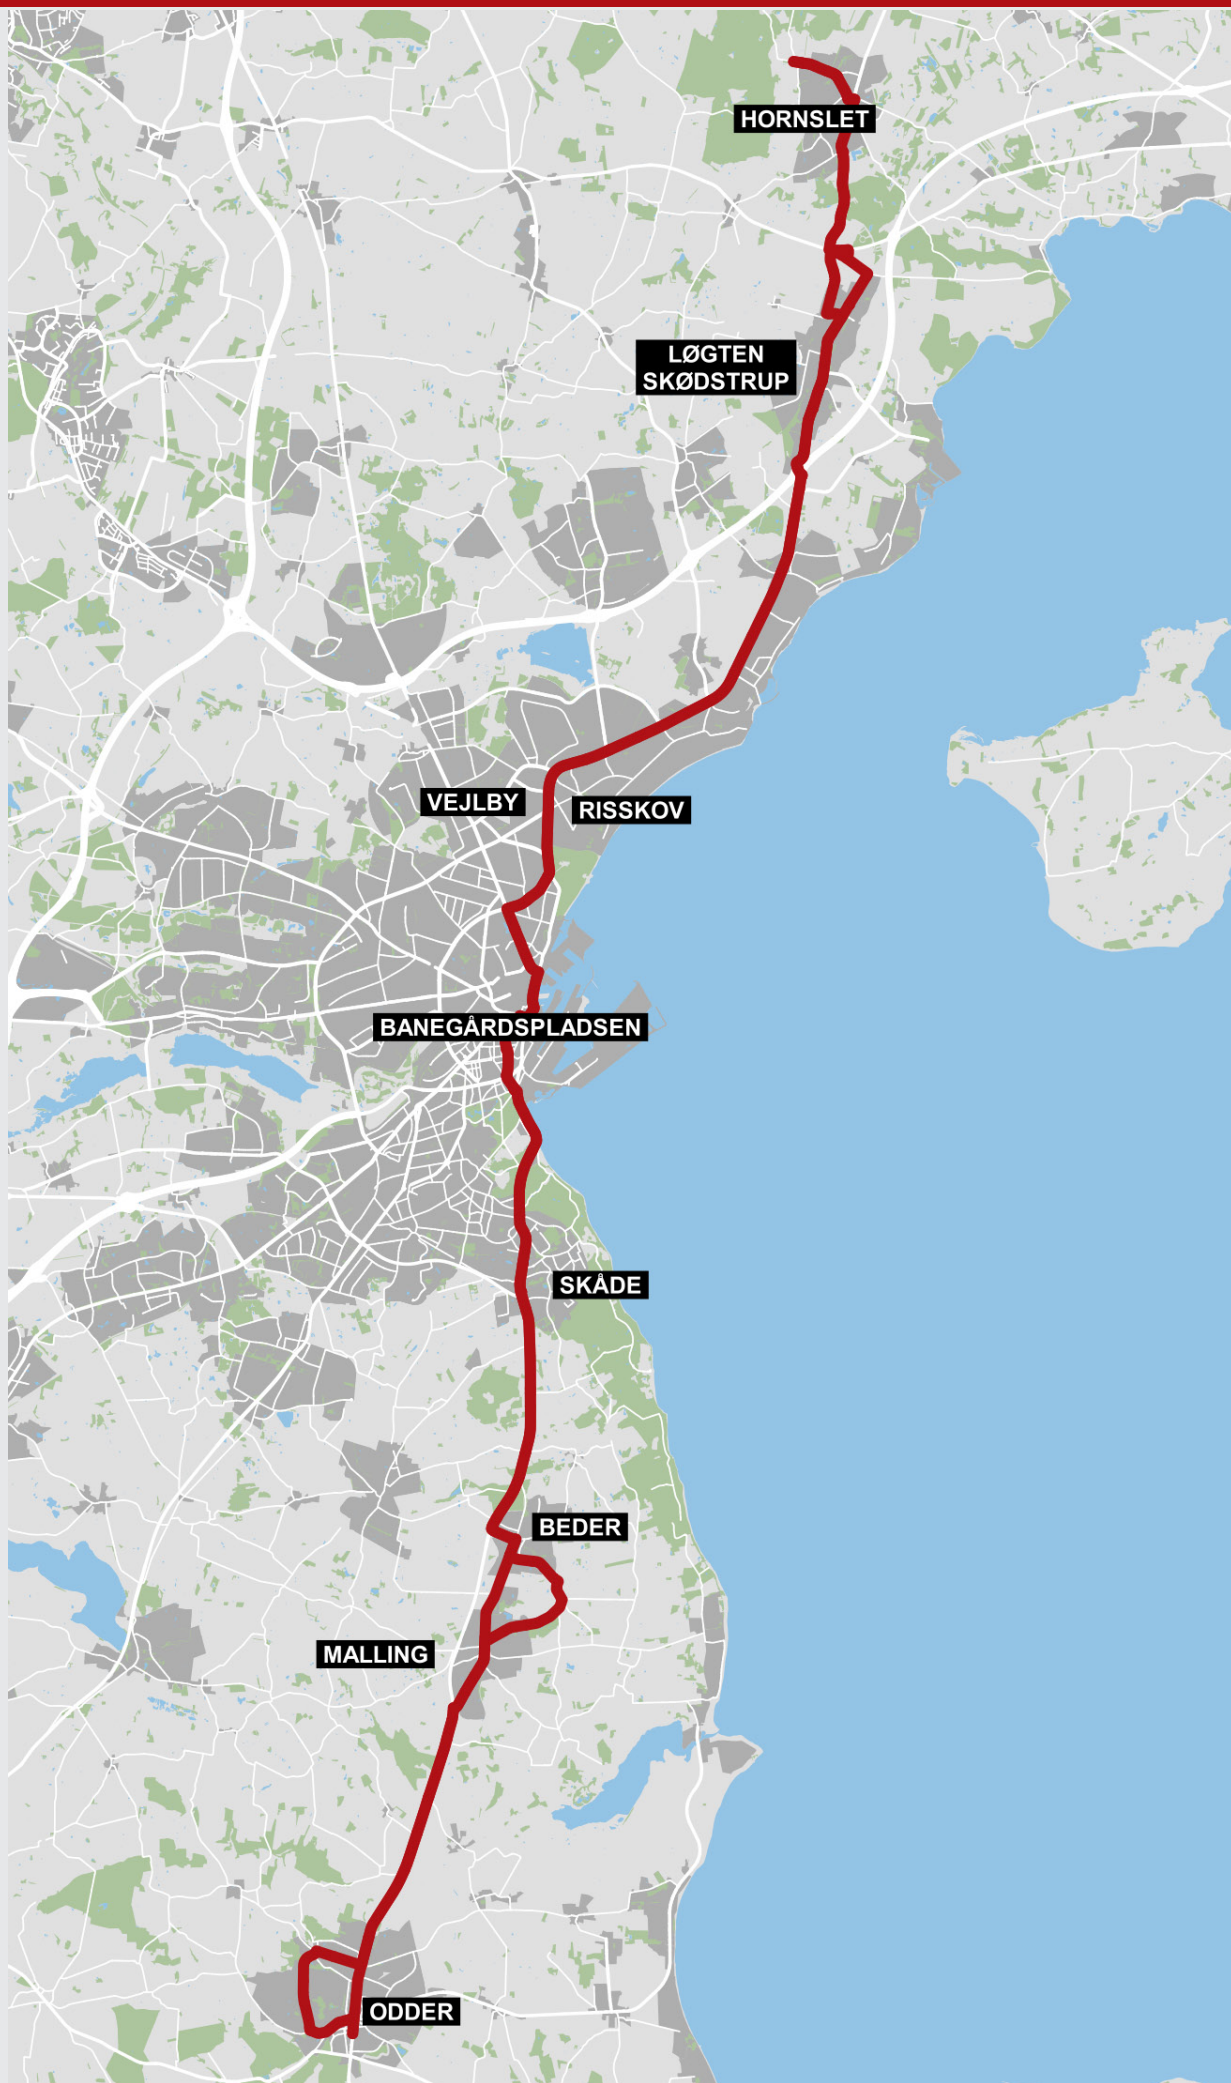 HORNSLET
LØGTEN
SKØDSTRUP
VEJLBY
RISSKOV
BANEGÅRDSPLADSEN
SKÅDE
BEDER
MALLING
ODDER